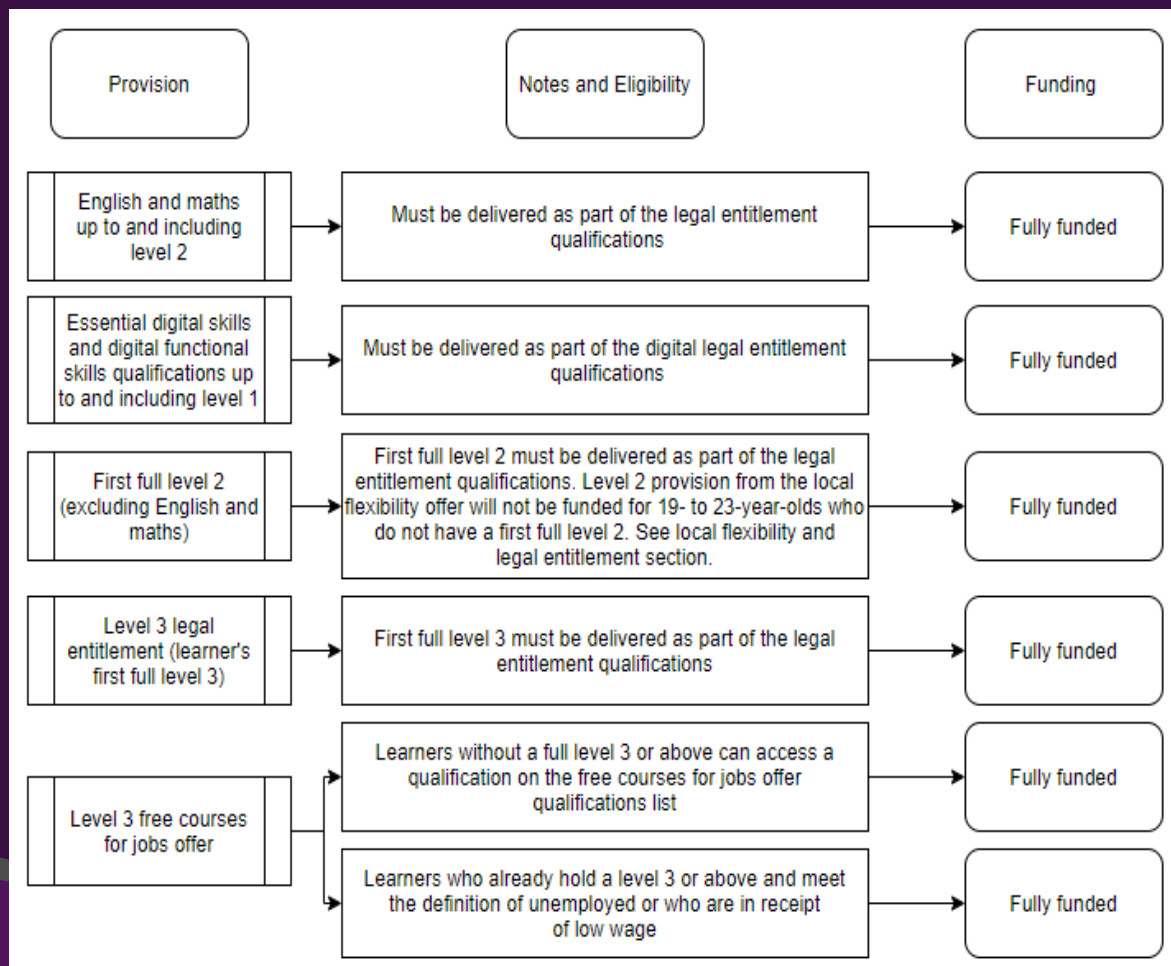 Provision
Notes and Eligibility
Funding
English and maths
up to and including
level 2
Must be delivered as part of the legal entitlement
qualifications
Fully funded
Essential digital skills
and digital functional
skills qualifications up
to and including level 1
Must be delivered as part of the digital legal entitlement
qualifications
Fully funded
First full level 2
(excluding English and
maths)
First full level 2 must be delivered as part of the legal
entitlement qualifications. Level 2 provision from the local
flexibility offer will not be funded for 19- to 23-year-olds who
do not have a first full level 2. See local flexibility and
legal entitlement section.
Fully funded
Level 3 legal
entitlement (learner's
first full level 3)
First full level 3 must be delivered as part of the legal
entitlement qualifications
Fully funded
Level 3 free courses
for jobs offer
Learners without a full level 3 or above can access a
qualification on the free courses for jobs offer
qualifications list
Fully funded
Learners who already hold a level 3 or above and meet
the definition of unemployed or who are in receipt
of low wage
Fully funded